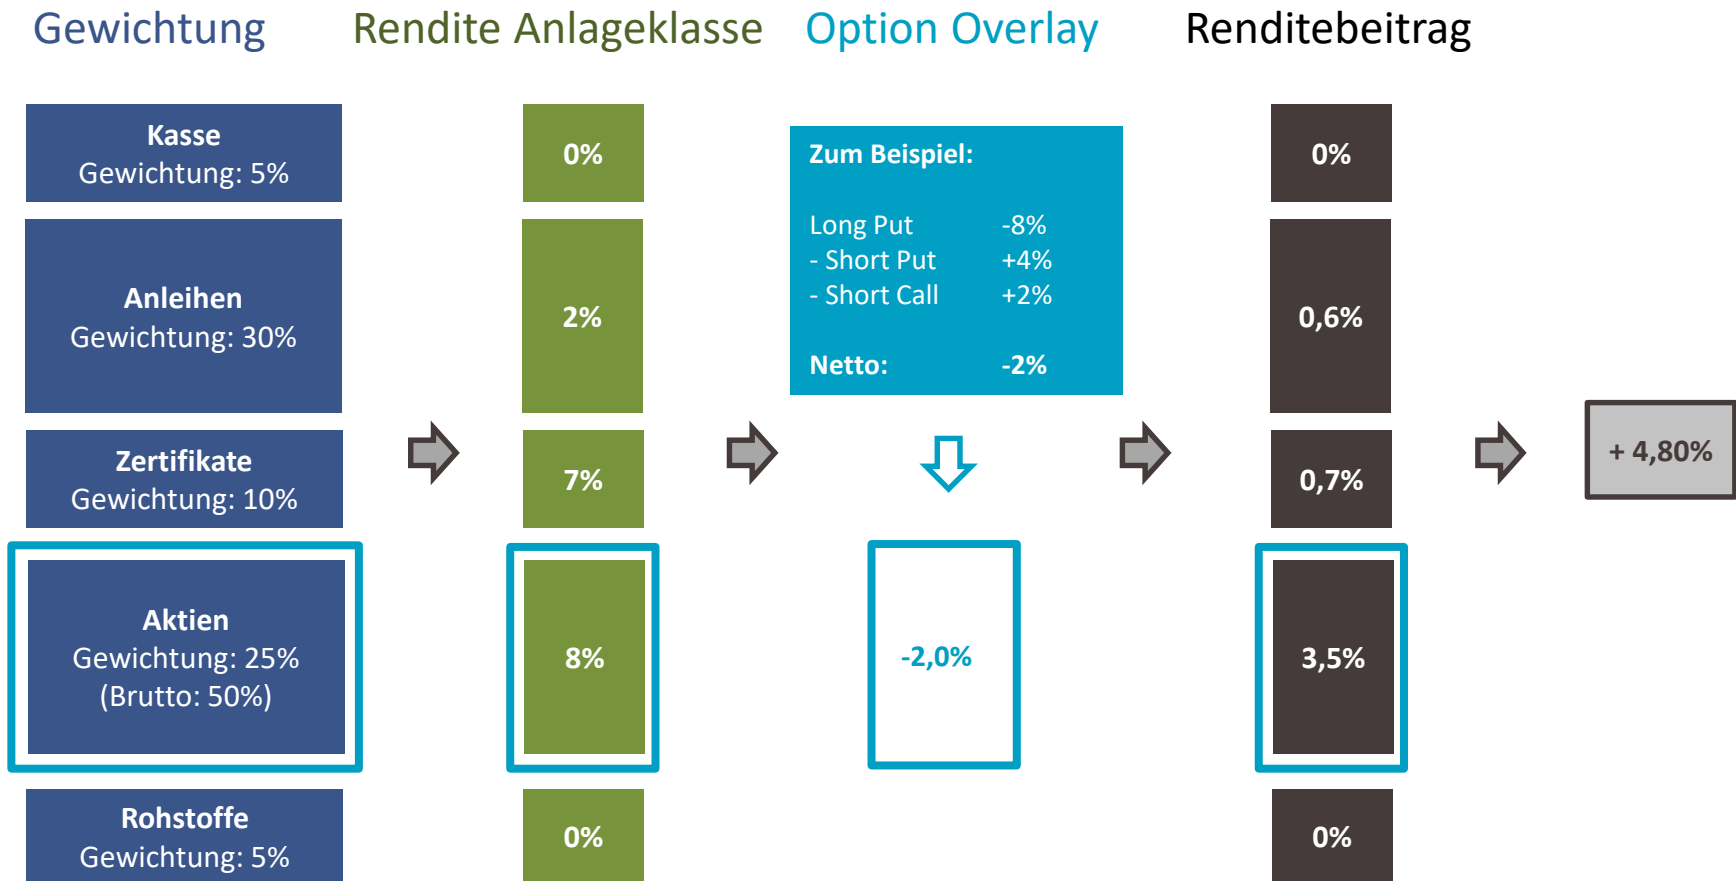 Gewichtung
Rendite Anlageklasse
Option Overlay
Renditebeitrag
Kasse
Gewichtung: 5%
0%
Zum Beispiel:
Long Put -8%
- Short Put +4%
- Short Call +2%
Netto: -2%
0%
Anleihen
Gewichtung: 30%
2%
0,6%
Zertifikate
Gewichtung: 10%
7%
0,7%
+ 4,80%
Aktien
Gewichtung: 25%
(Brutto: 50%)
8%
-2,0%
3,5%
Rohstoffe
Gewichtung: 5%
0%
0%